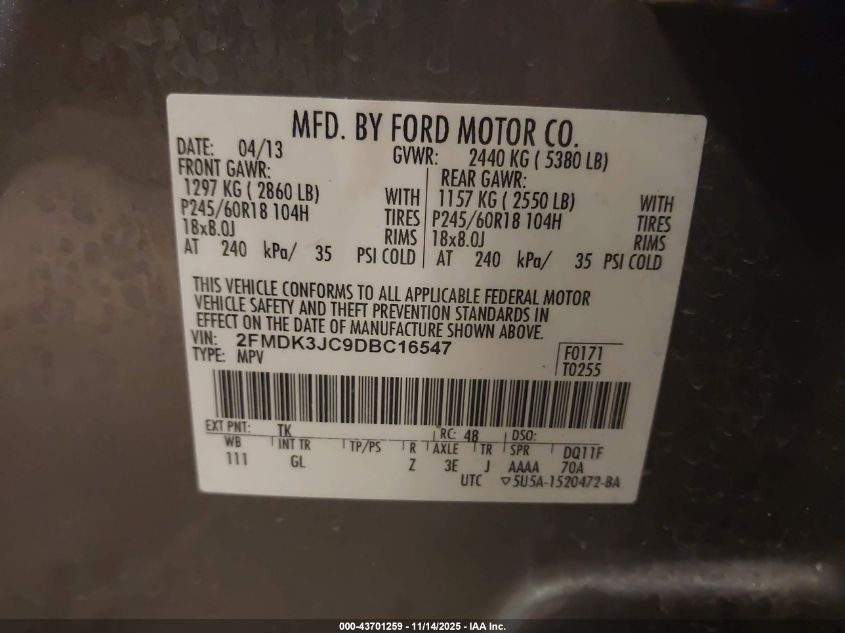 MFD. BY FORD MOTOR CO.
DATE: 04/13 GVWR: 2440 KG ( 5380 LB)
FRONT GAWR: REAR GAWR:
1297 KG ( 2860 LB) WITH 1157 KG ( 2550 LB) WITH
P245/60R18 104H TIRES P245/60R18 104H TIRES
18x8.0J RIMS 18x8.0J RIMS
AT 240 kPa/ 35 PSI COLD AT 240 kPa/ 35 PSI COLD
THIS VEHICLE CONFORMS TO ALL APPLICABLE FEDERAL MOTOR
VEHICLE SAFETY AND THEFT PREVENTION STANDARDS IN
EFFECT ON THE DATE OF MANUFACTURE SHOWN ABOVE.
VIN: 2FMDK3JC9DBC16547 F0171
TYPE: MPV T0255
EXT PNT: TK RC: 48 DSO:
WB INT TR TP/PS R AXLE TR SPR DQ11F
111 GL Z 3E J AAAA 70A
UTC ▽5U5A-1520472-BA
000-43701259 - 11/14/2025 - IAA Inc.